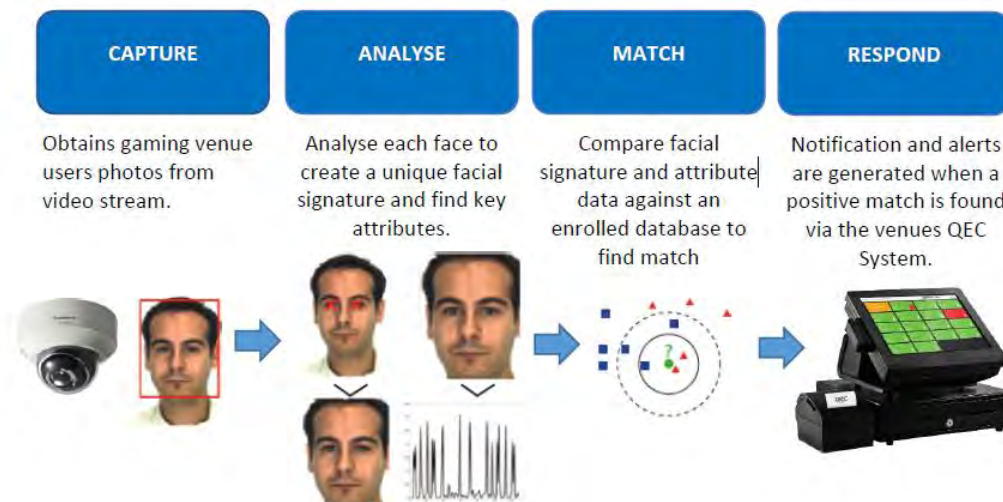 CAPTURE
Obtains gaming venue
users photos from
video stream.
ANALYSE
Analyse each face to
create a unique facial
signature and find key
attributes.
MATCH
Compare facial
signature and attribute
data against an
enrolled database to
find match
?
RESPOND
Notification and alerts
are generated when a
positive match is found
via the venues QEC
System.
QEC